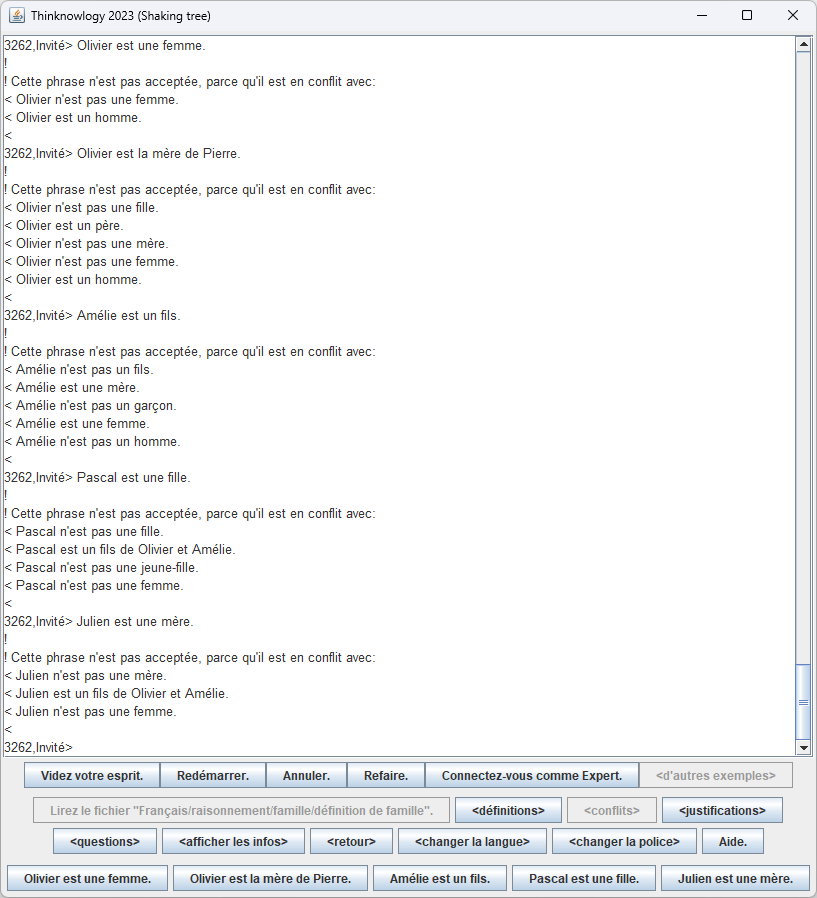 Thinknowlogy 2023 (Shaking tree)
3262,Invité> Olivier est une femme.
!
! Cette phrase n'est pas acceptée, parce qu'il est en conflit avec:
< Olivier n'est pas une femme.
< Olivier est un homme.
<
3262,Invité> Olivier est la mère de Pierre.
!
! Cette phrase n'est pas acceptée, parce qu'il est en conflit avec:
< Olivier n'est pas une fille.
< Olivier est un père.
< Olivier n'est pas une mère.
< Olivier n'est pas une femme.
< Olivier est un homme.
<
3262,Invité> Amélie est un fils.
!
! Cette phrase n'est pas acceptée, parce qu'il est en conflit avec:
< Amélie n'est pas un fils.
< Amélie est une mère.
< Amélie n'est pas un garçon.
< Amélie est une femme.
< Amélie n'est pas un homme.
<
3262,Invité> Pascal est une fille.
!
! Cette phrase n'est pas acceptée, parce qu'il est en conflit avec:
< Pascal n'est pas une fille.
< Pascal est un fils de Olivier et Amélie.
< Pascal n'est pas une jeune-fille.
< Pascal n'est pas une femme.
<
3262,Invité> Julien est une mère.
!
! Cette phrase n'est pas acceptée, parce qu'il est en conflit avec:
< Julien n'est pas une mère.
< Julien est un fils de Olivier et Amélie.
< Julien n'est pas une femme.
<
3262,Invité>
Videz votre esprit. Redémarrer. Annuler. Refaire. Connectez-vous comme Expert. <d'autres exemples>
Lirez le fichier "Français/raisonnement/famille/définition de famille". <définitions> <conflits> <justifications>
<questions> <afficher les infos> <retour> <changer la langue> <changer la police> Aide.
Olivier est une femme. Olivier est la mère de Pierre. Amélie est un fils. Pascal est une fille. Julien est une mère.